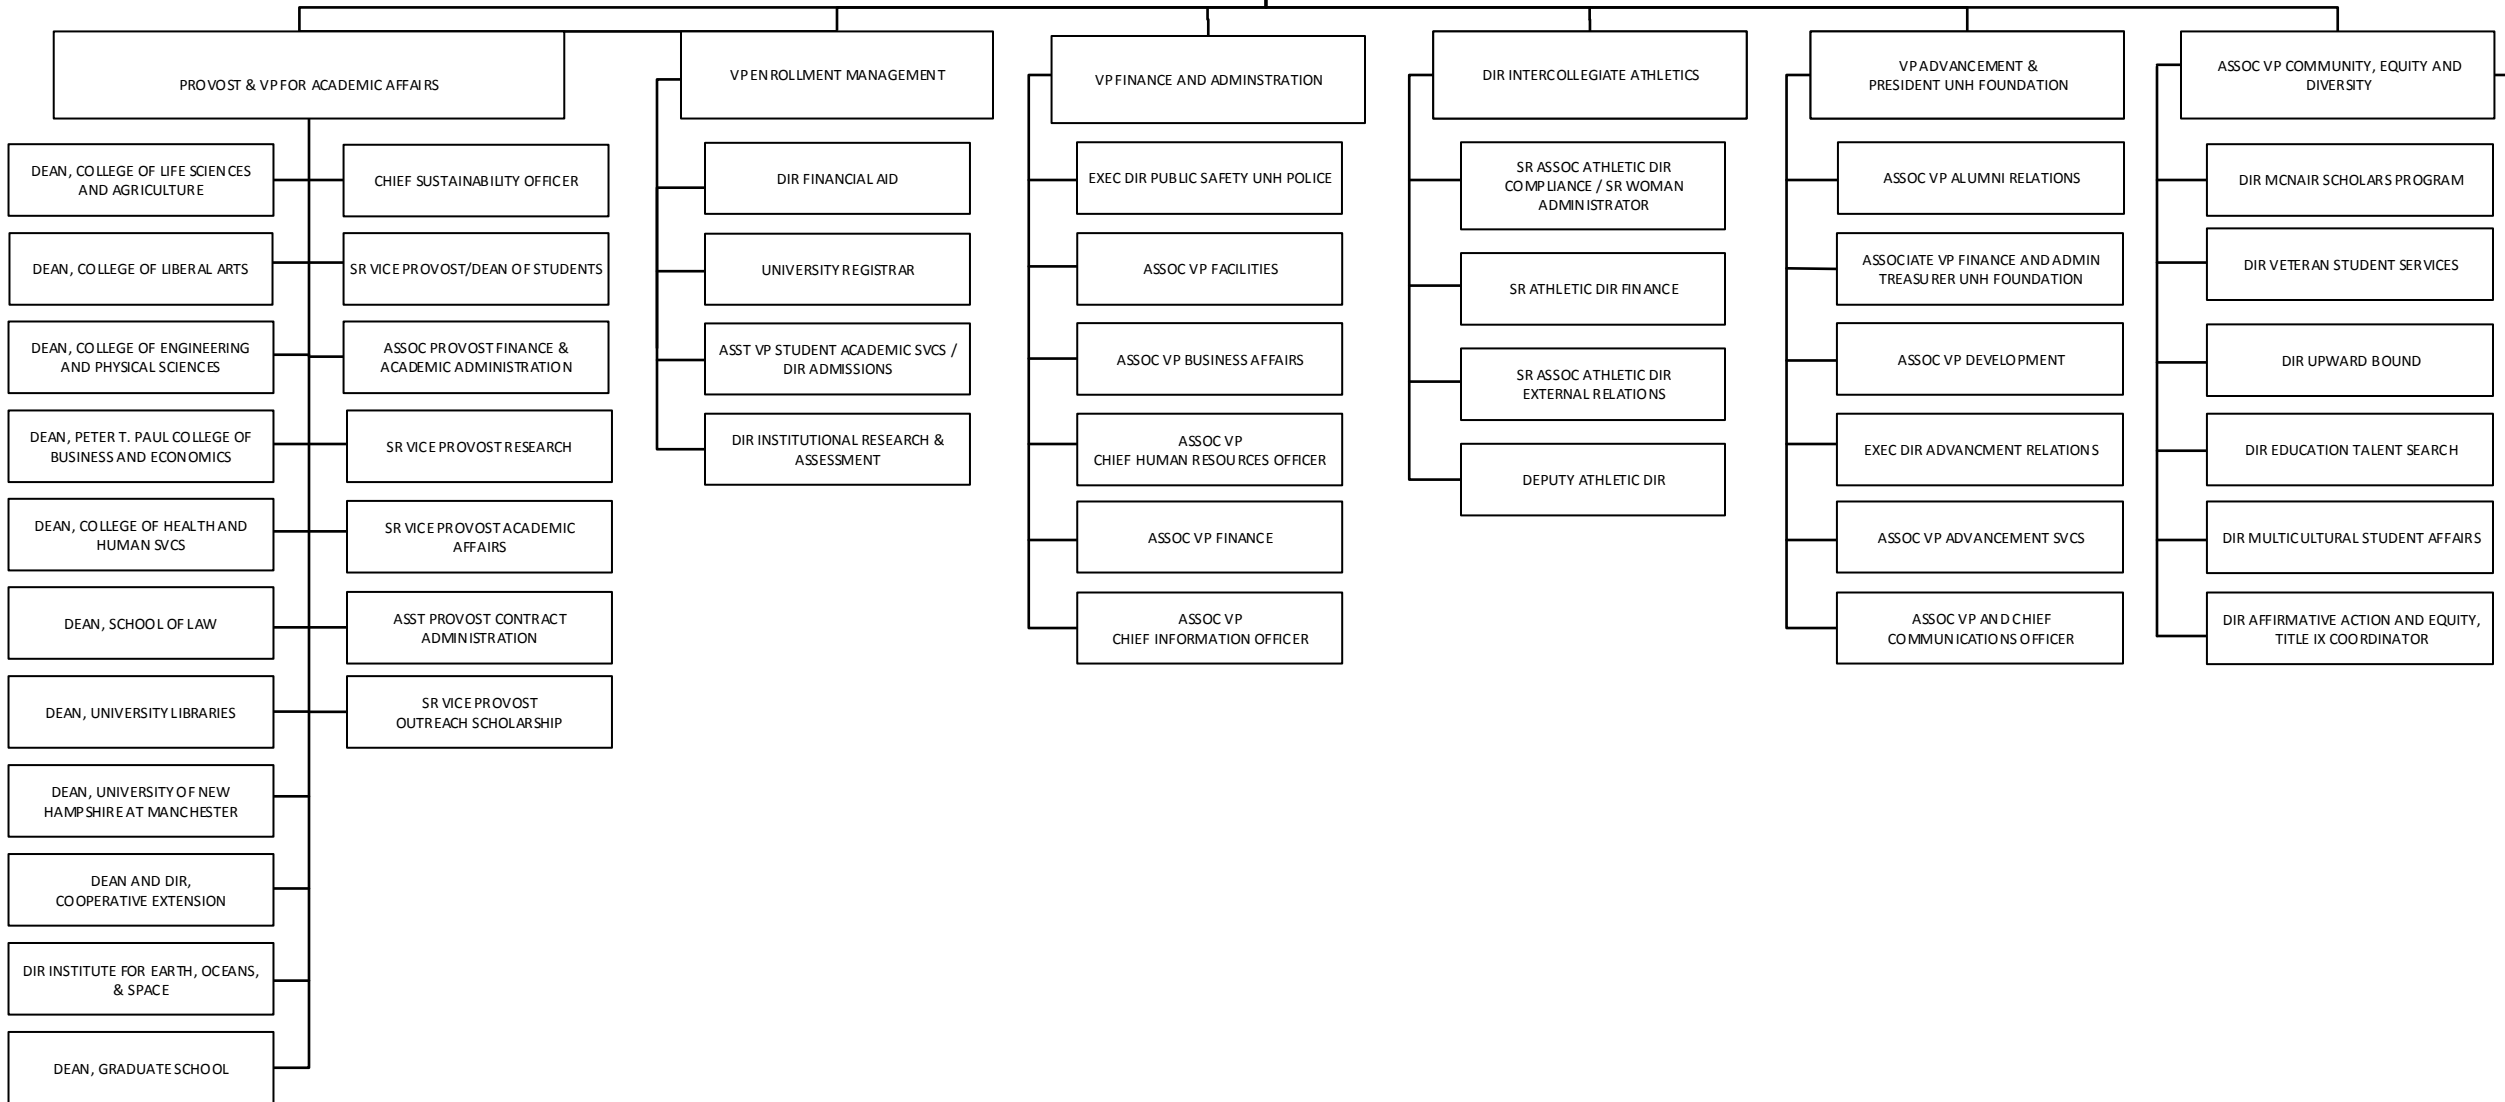 PROVOST & VP FOR ACADEMIC AFFAIRS
DEAN, COLLEGE OF LIFE SCIENCES
AND AGRICULTURE
DEAN, COLLEGE OF LIBERAL ARTS
DEAN, COLLEGE OF ENGINEERING
AND PHYSICAL SCIENCES
DEAN, PETER T. PAUL COLLEGE OF
BUSINESS AND ECONOMICS
DEAN, COLLEGE OF HEALTH AND
HUMAN SVCS
DEAN, SCHOOL OF LAW
DEAN, UNIVERSITY LIBRARIES
DEAN, UNIVERSITY OF NEW
HAMPSHIRE AT MANCHESTER
DEAN AND DIR,
COOPERATIVE EXTENSION
DIR INSTITUTE FOR EARTH, OCEANS,
& SPACE
DEAN, GRADUATE SCHOOL
CHIEF SUSTAINABILITY OFFICER
SR VICE PROVOST/DEAN OF STUDENTS
ASSOC PROVOST FINANCE &
ACADEMIC ADMINISTRATION
SR VICE PROVOST RESEARCH
SR VICE PROVOST ACADEMIC
AFFAIRS
ASST PROVOST CONTRACT
ADMINISTRATION
SR VICE PROVOST
OUTREACH SCHOLARSHIP
VP ENROLLMENT MANAGEMENT
DIR FINANCIAL AID
UNIVERSITY REGISTRAR
ASST VP STUDENT ACADEMIC SVCS /
DIR ADMISSIONS
DIR INSTITUTIONAL RESEARCH &
ASSESSMENT
VP FINANCE AND ADMINSTRATION
EXEC DIR PUBLIC SAFETY UNH POLICE
ASSOC VP FACILITIES
ASSOC VP BUSINESS AFFAIRS
ASSOC VP
CHIEF HUMAN RESOURCES OFFICER
ASSOC VP FINANCE
ASSOC VP
CHIEF INFORMATION OFFICER
DIR INTERCOLLEGIATE ATHLETICS
SR ASSOC ATHLETIC DIR
COMPLIANCE / SR WOMAN
ADMINISTRATOR
SR ATHLETIC DIR FINANCE
SR ASSOC ATHLETIC DIR
EXTERNAL RELATIONS
DEPUTY ATHLETIC DIR
VP ADVANCEMENT &
PRESIDENT UNH FOUNDATION
ASSOC VP ALUMNI RELATIONS
ASSOCIATE VP FINANCE AND ADMIN
TREASURER UNH FOUNDATION
ASSOC VP DEVELOPMENT
EXEC DIR ADVANCMENT RELATIONS
ASSOC VP ADVANCEMENT SVCS
ASSOC VP AND CHIEF
COMMUNICATIONS OFFICER
ASSOC VP COMMUNITY, EQUITY AND
DIVERSITY
DIR MCNAIR SCHOLARS PROGRAM
DIR VETERAN STUDENT SERVICES
DIR UPWARD BOUND
DIR EDUCATION TALENT SEARCH
DIR MULTICULTURAL STUDENT AFFAIRS
DIR AFFIRMATIVE ACTION AND EQUITY,
TITLE IX COORDINATOR